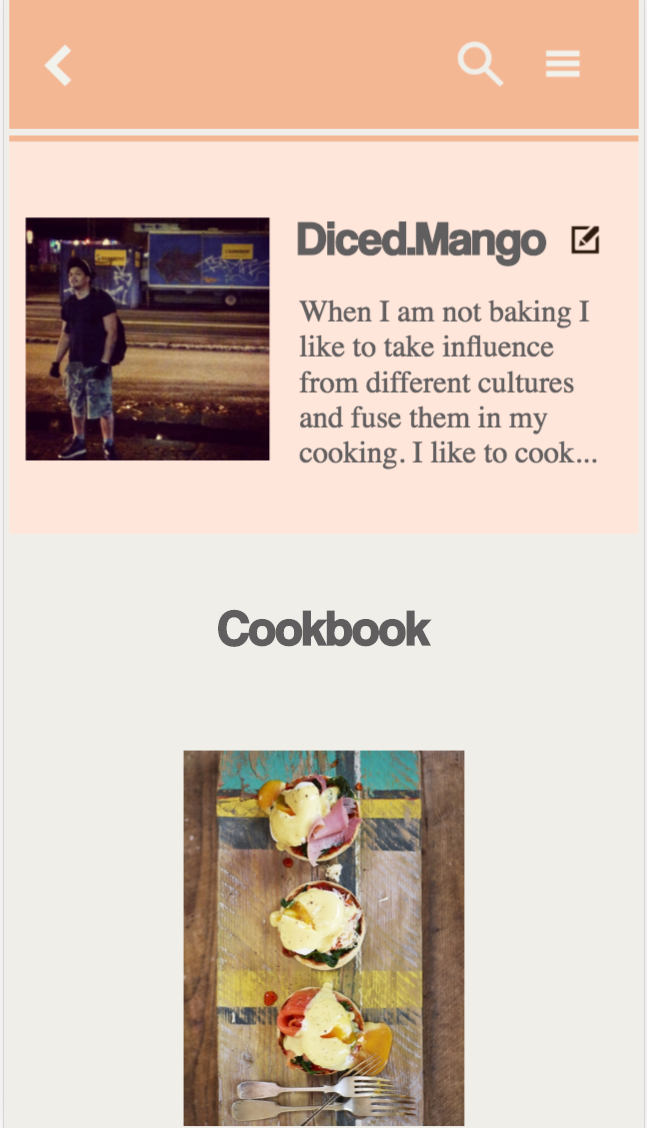 Diced.Mango
When I am not baking I
like to take influence
from different cultures
and fuse them in my
cooking. I like to cook...
Cookbook